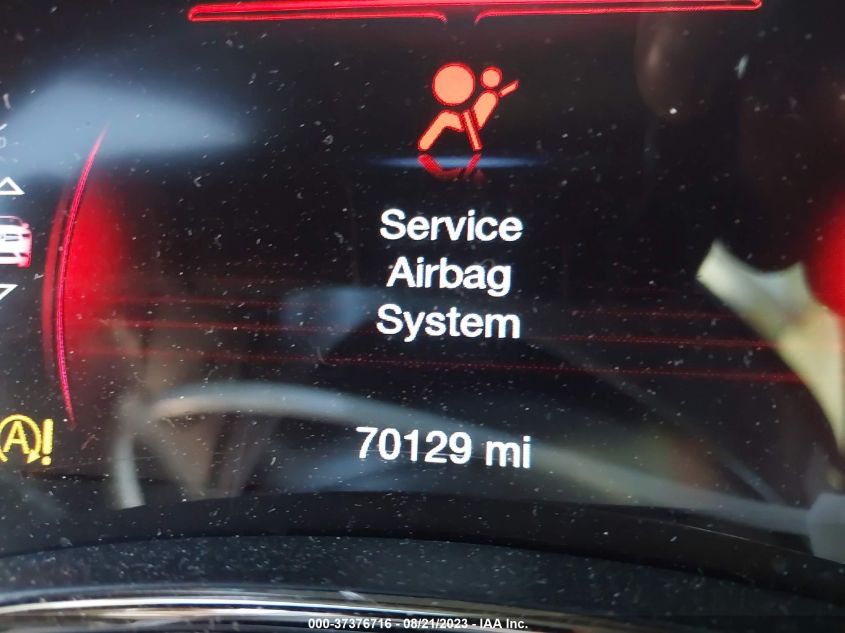 Service
Airbag
System
A!
70129 mi
000-37376716 - 08/21/2023 - IAA Inc.